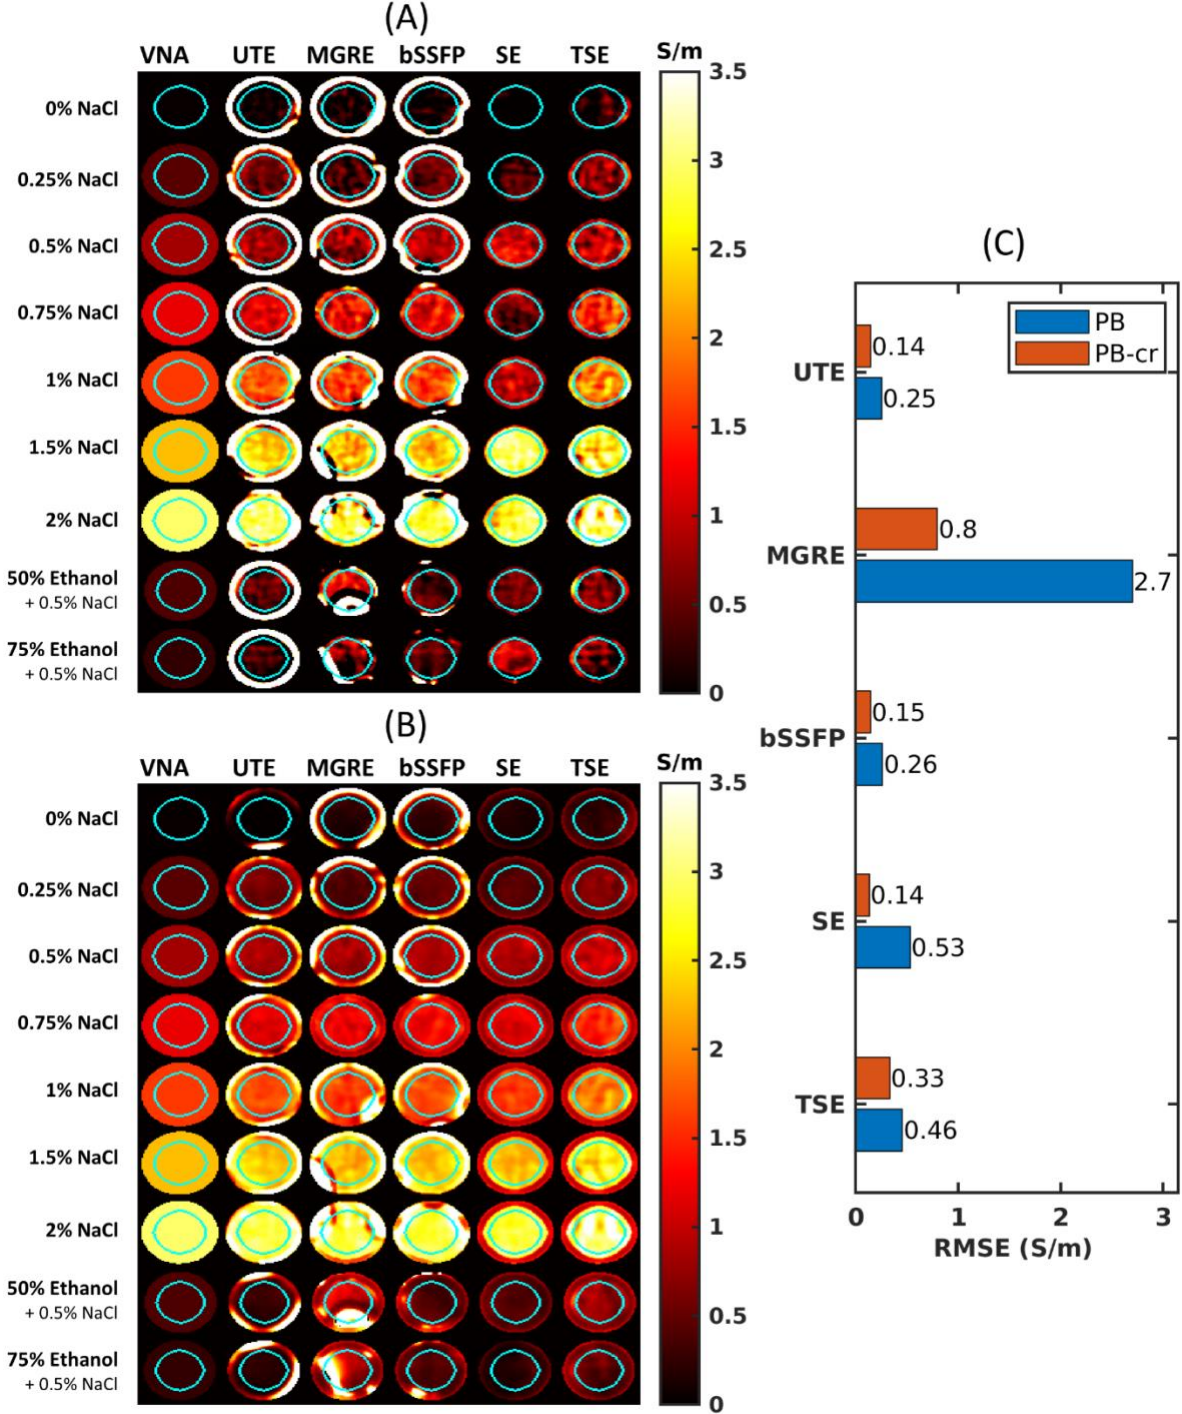 (A)
VNA UTE MGRE bSSFP SE TSE S/m
3.5
0% NaCl
3
0.25% NaCl
2.5
0.5% NaCl
0.75% NaCl
2
1% NaCl
1.5
1.5% NaCl
1
2% NaCl
50% Ethanol
+ 0.5% NaCl
0.5
75% Ethanol
+ 0.5% NaCl
0
(B)
VNA UTE MGRE bSSFP SE TSE S/m
3.5
0% NaCl
3
0.25% NaCl
0.5% NaCl
2.5
0.75% NaCl
2
1% NaCl
1.5
1.5% NaCl
2% NaCl
1
50% Ethanol
+ 0.5% NaCl
0.5
75% Ethanol
+ 0.5% NaCl
0
(C)
PB
PB-cr
UTE
0.14
0.25
MGRE
0.8
2.7
bSSFP
0.15
0.26
SE
0.14
0.53
TSE
0.33
0.46
0 1 2 3
RMSE (S/m)